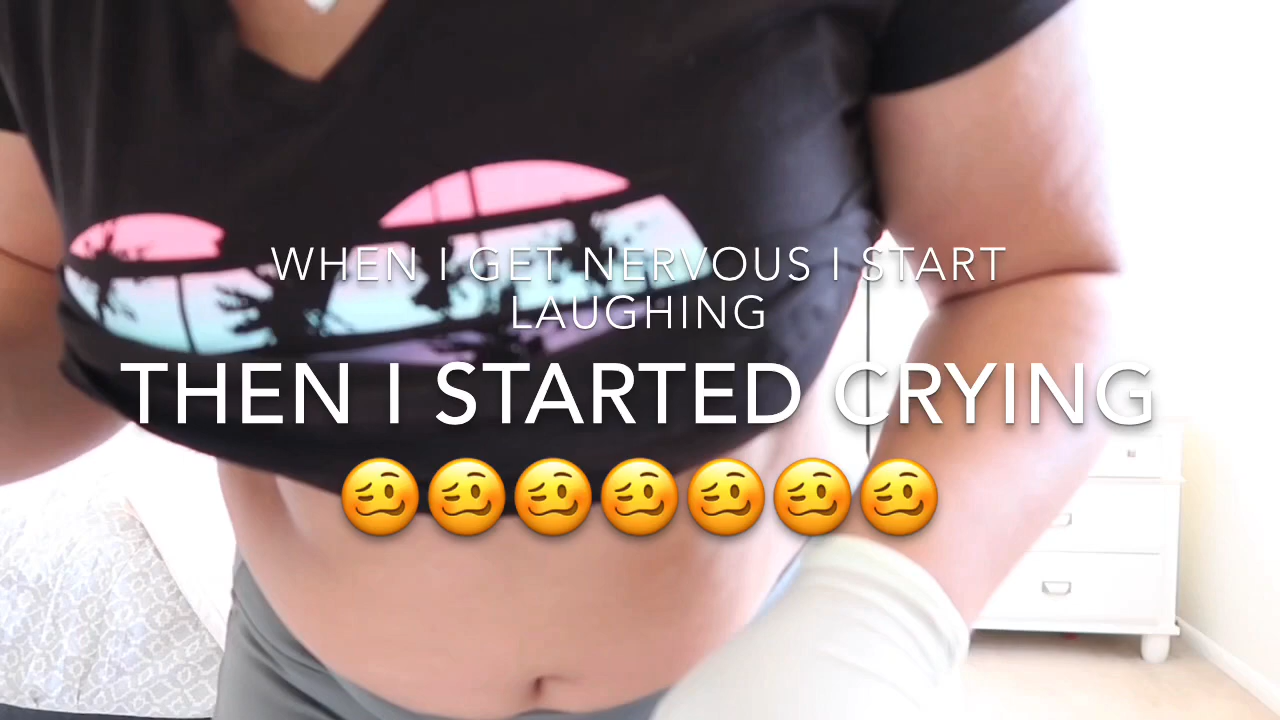 WHEN I GET NERVOUS I START
LAUGHING
THEN I STARTED CRYING
🥴🥴🥴🥴🥴🥴🥴